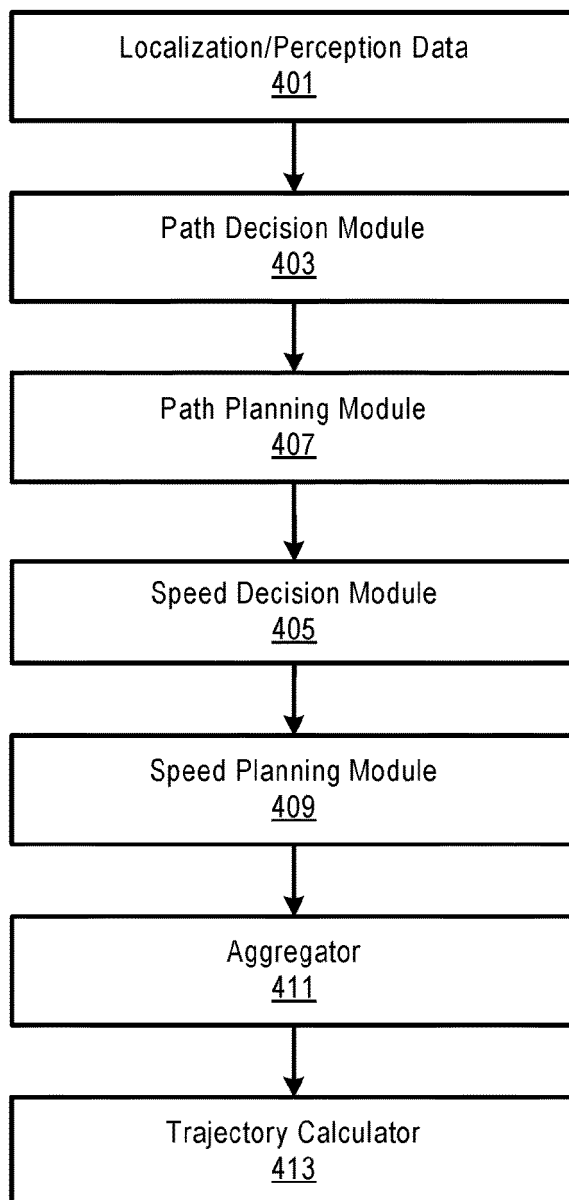 Localization/Perception Data
401
Path Decision Module
403
Path Planning Module
407
Speed Decision Module
405
Speed Planning Module
409
Aggregator
411
Trajectory Calculator
413